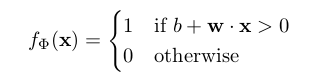 f_Φ(𝐱) = { 1 if b + 𝐰 · 𝐱 > 0
0 otherwise